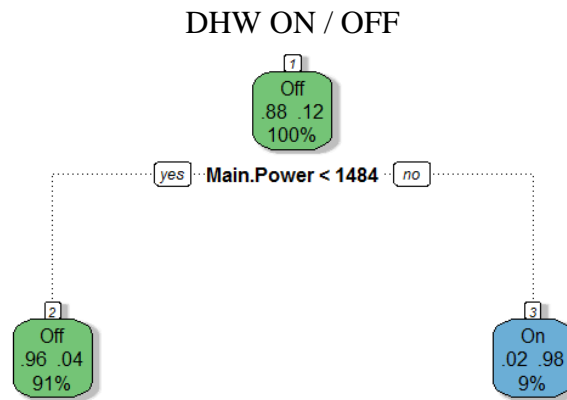 DHW ON / OFF
1
Off
.88 .12
100%
yes Main.Power < 1484 no
2
Off
.96 .04
91%
3
On
.02 .98
9%